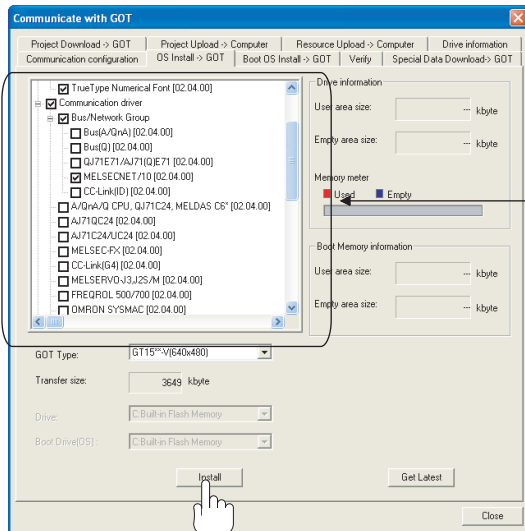 Communicate with GOT
Project Download -> GOT
Project Upload -> Computer
Resource Upload -> Computer
Drive information
Communication configuration
OS Install -> GOT
Boot OS Install -> GOT
Verify
Special Data Download-> GOT
TrueType Numerical Font [02.04.00]
Communication driver
Bus/Network Group
Bus(A/QnA) [02.04.00]
Bus(Q) [02.04.00]
QJ71E71/AJ71(Q)E71 [02.04.00]
MELSECNET/10 [02.04.00]
CC-Link(ID) [02.04.00]
A/QnA/Q CPU, QJ71C24, MELDAS C6* [02.04.00]
AJ71QC24 [02.04.00]
AJ71C24/UC24 [02.04.00]
MELSEC-FX [02.04.00]
CC-Link(G4) [02.04.00]
MELSERVO-J3,J2S/M [02.04.00]
FREQROL 500/700 [02.04.00]
OMRON SYSMAC [02.04.00]
Drive information
User area size: --- kbyte
Empty area size: --- kbyte
Memory meter
Used Empty
Boot Memory information
User area size: --- kbyte
Empty area size: --- kbyte
GOT Type: GT15**-V(640x480)
Transfer size: 3649 kbyte
Drive: C:Built-in Flash Memory
Boot Drive(OS) : C:Built-in Flash Memory
Install
Get Latest
Close